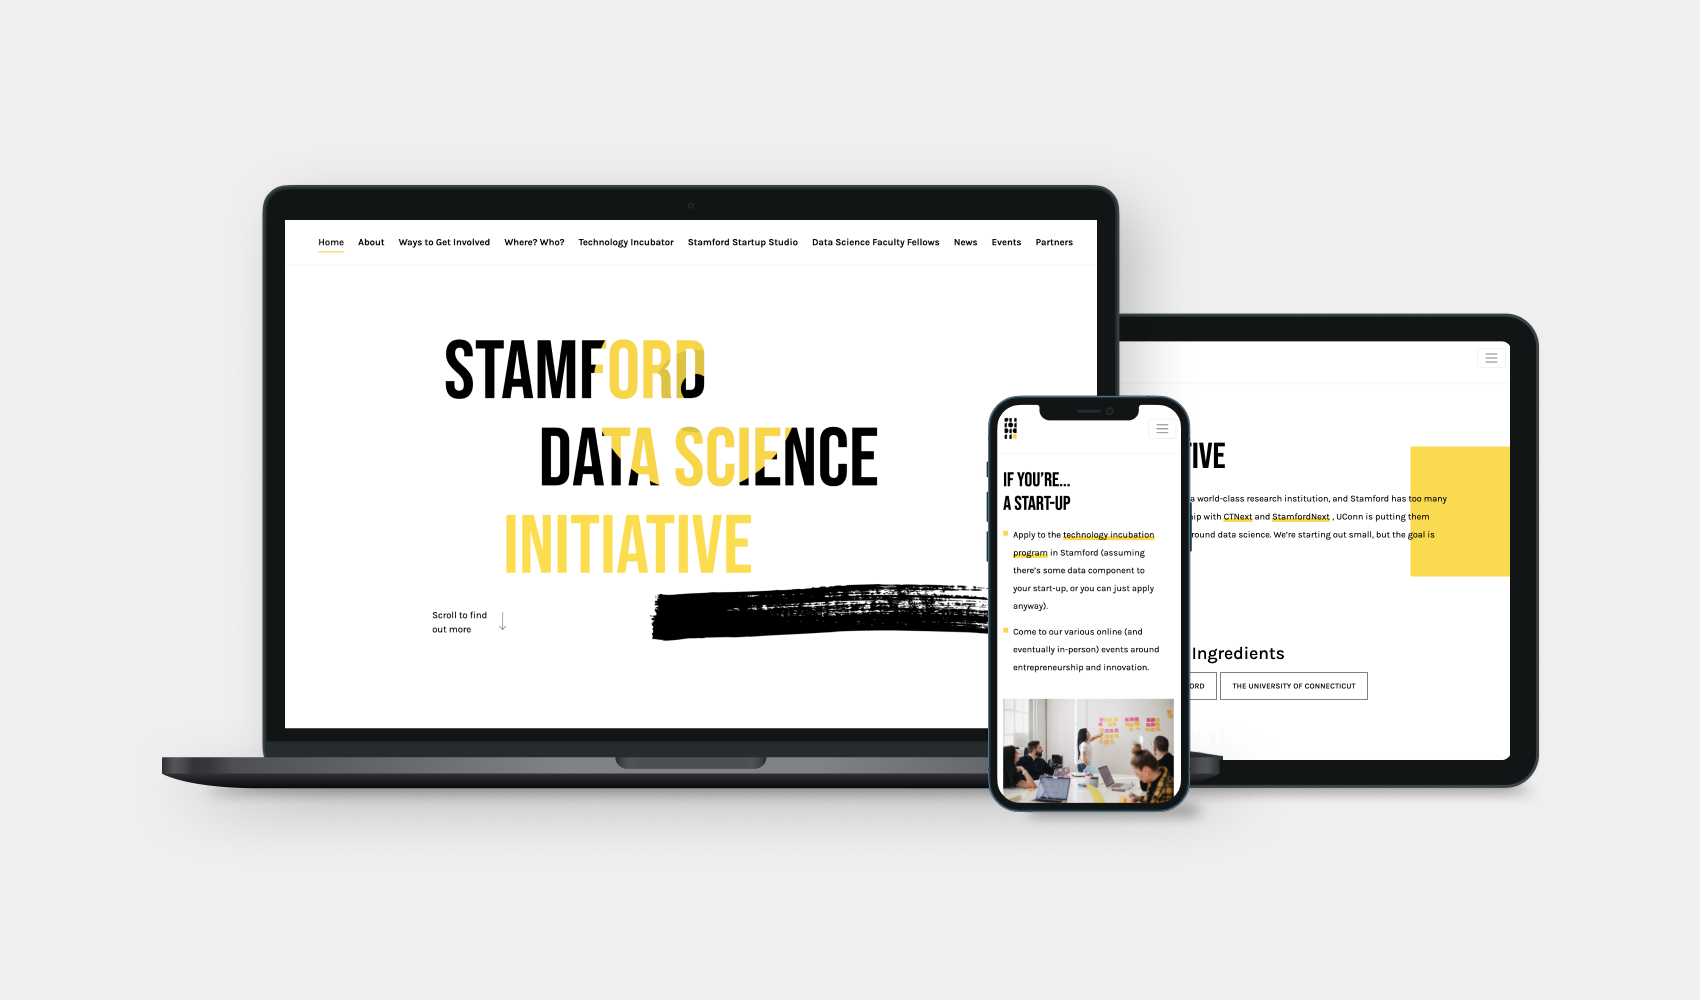 Home About Ways to Get Involved Where? Who? Technology Incubator Stamford Startup Studio Data Science Faculty Fellows News Events Partners
STAMFORD
DATA SCIENCE
INITIATIVE
Scroll to find
out more
IF YOU'RE...
A START-UP
Apply to the technology incubation
program in Stamford (assuming
there's some data component to
your start-up, or you can just apply
anyway).
Come to our various online (and
eventually in-person) events around
entrepreneurship and innovation.
TIVE
a world-class research institution, and Stamford has too many
ip with CTNext and StamfordNext , UConn is putting them
round data science. We're starting out small, but the goal is
Ingredients
ORD THE UNIVERSITY OF CONNECTICUT